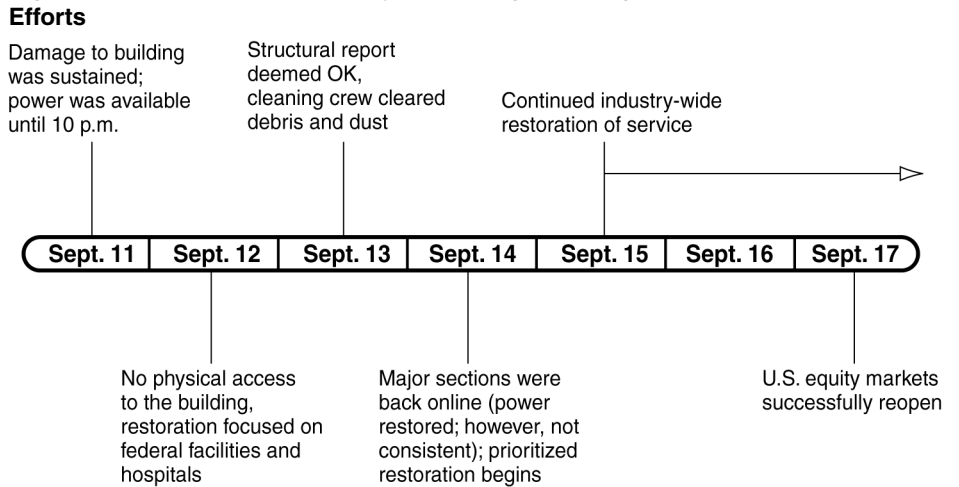 Efforts
Damage to building
was sustained;
power was available
until 10 p.m.
Structural report
deemed OK,
cleaning crew cleared
debris and dust
Continued industry-wide
restoration of service
Sept. 11
Sept. 12
Sept. 13
Sept. 14
Sept. 15
Sept. 16
Sept. 17
No physical access
to the building,
restoration focused on
federal facilities and
hospitals
Major sections were
back online (power
restored; however, not
consistent); prioritized
restoration begins
U.S. equity markets
successfully reopen